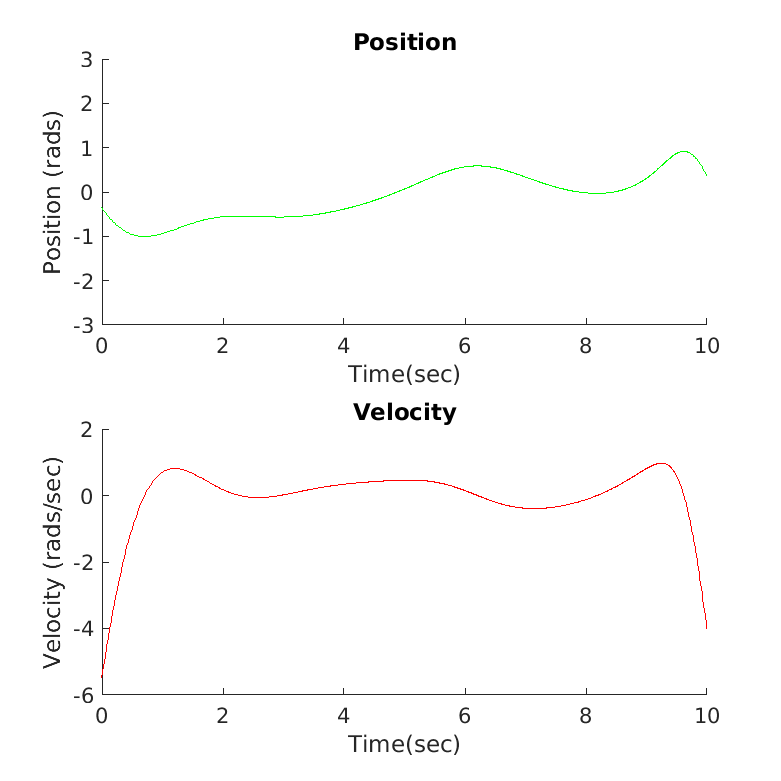 Position
3
2
1
0
-1
-2
-3
Position (rads)
0 2 4 6 8 10
Time(sec)
Velocity
2
0
-2
-4
-6
Velocity (rads/sec)
0 2 4 6 8 10
Time(sec)